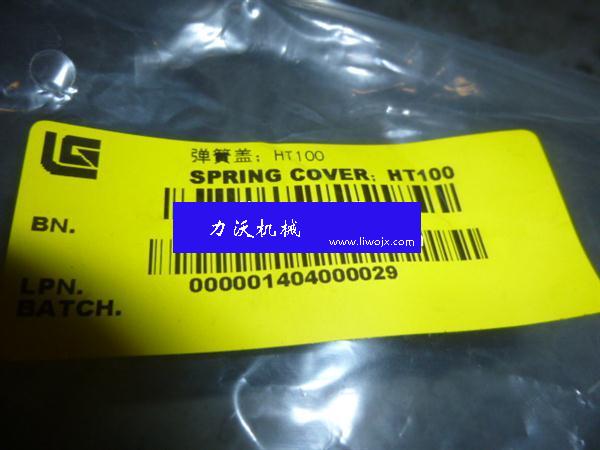 弹簧盖: HT100
SPRING COVER: HT100
BN.
力沃机械
www.liwojx.com
LPN.
000001404000029
BATCH.